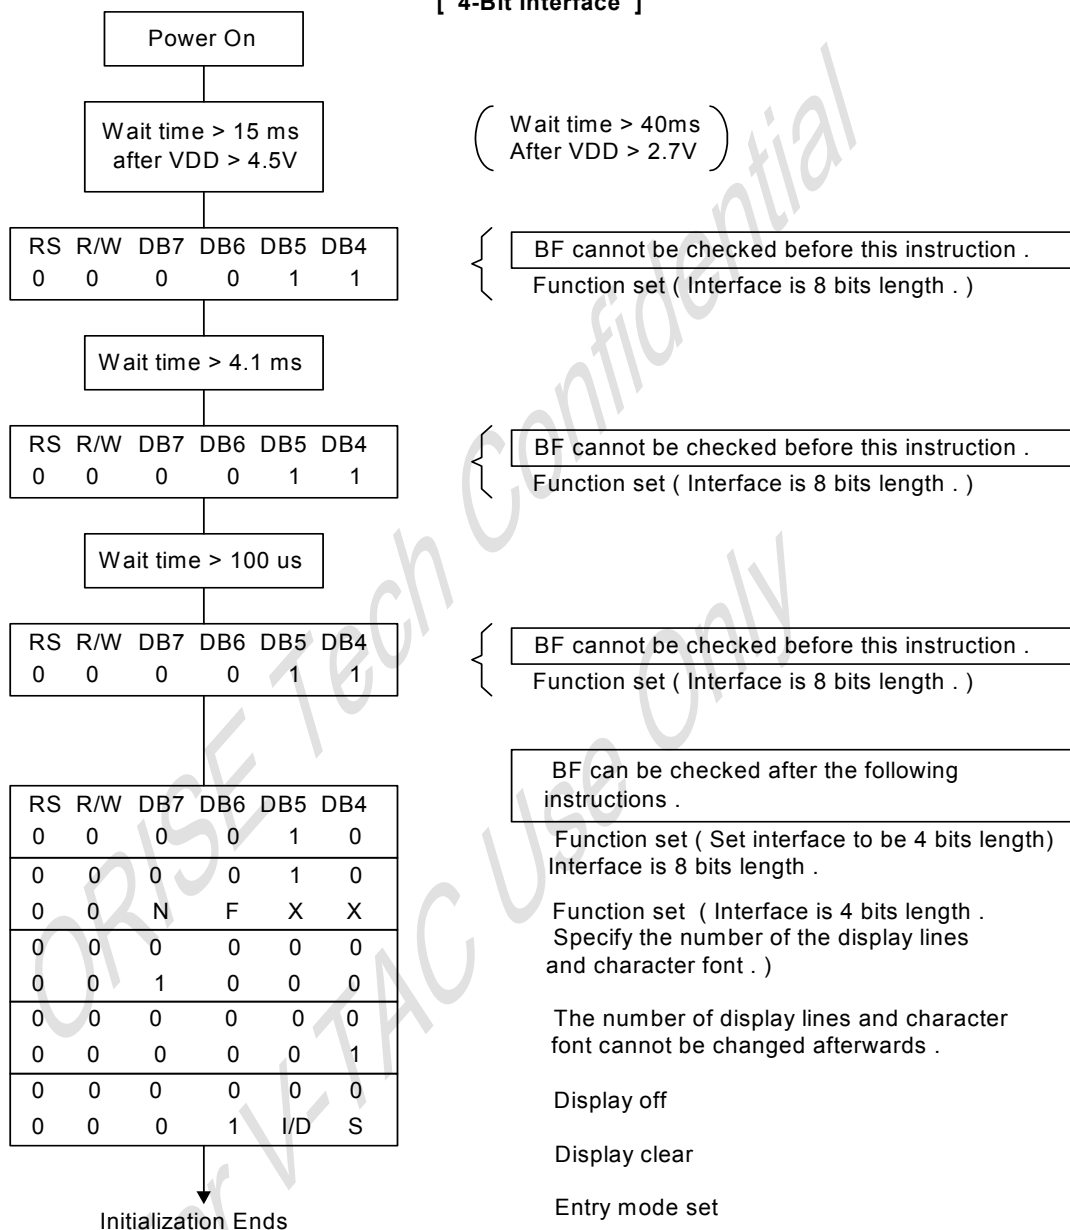 [ 4-Bit Interface ]
Power On
Wait time > 15 ms
after VDD > 4.5V
Wait time > 40ms
After VDD > 2.7V
RS R/W DB7 DB6 DB5 DB4
0 0 0 0 1 1
BF cannot be checked before this instruction .
Function set ( Interface is 8 bits length . )
Wait time > 4.1 ms
RS R/W DB7 DB6 DB5 DB4
0 0 0 0 1 1
BF cannot be checked before this instruction .
Function set ( Interface is 8 bits length . )
Wait time > 100 us
RS R/W DB7 DB6 DB5 DB4
0 0 0 0 1 1
BF cannot be checked before this instruction .
Function set ( Interface is 8 bits length . )
RS R/W DB7 DB6 DB5 DB4
0 0 0 0 1 0
0 0 0 0 1 0
0 0 N F X X
0 0 0 0 0 0
0 0 1 0 0 0
0 0 0 0 0 0
0 0 0 0 0 1
0 0 0 0 0 0
0 0 0 1 I/D S
BF can be checked after the following
instructions .
Function set ( Set interface to be 4 bits length)
Interface is 8 bits length .
Function set ( Interface is 4 bits length .
Specify the number of the display lines
and character font . )
The number of display lines and character
font cannot be changed afterwards .
Display off
Display clear
Entry mode set
Initialization Ends
ORISE Tech Confidential
For V-TAC Use Only